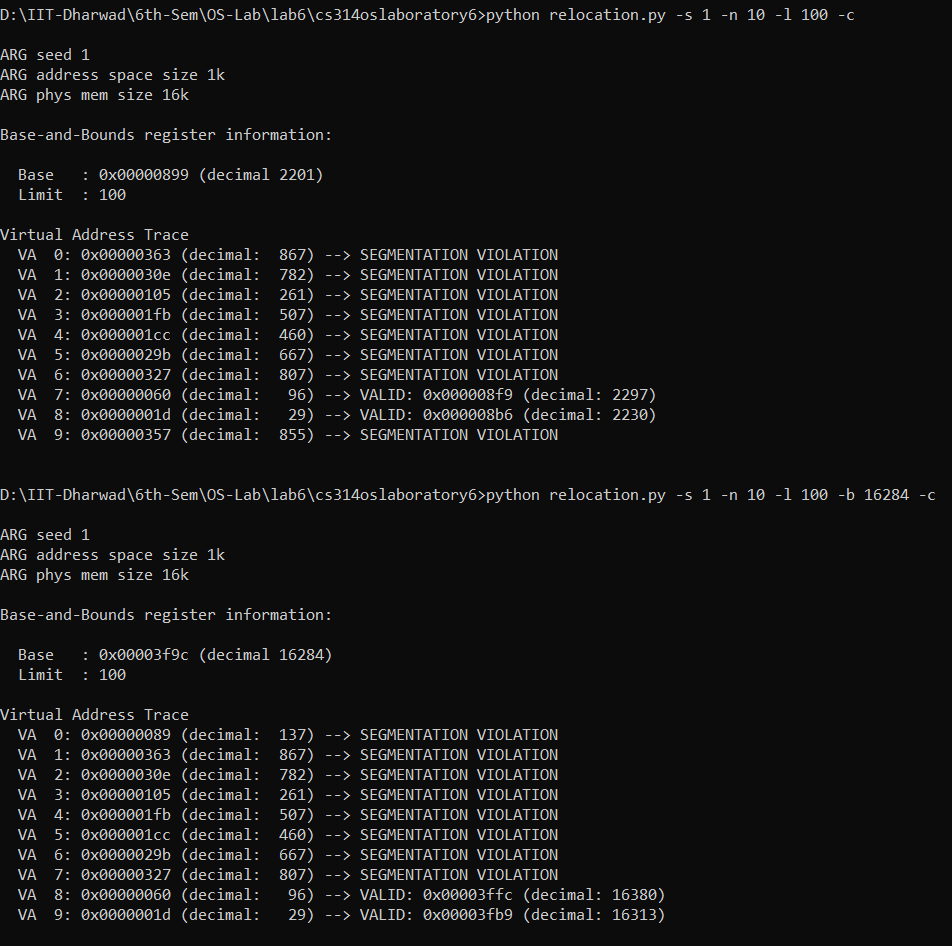 D:\IIT-Dharwad\6th-Sem\OS-Lab\lab6\cs314oslaboratory6>python relocation.py -s 1 -n 10 -l 100 -c
ARG seed 1
ARG address space size 1k
ARG phys mem size 16k
Base-and-Bounds register information:
  Base   : 0x00000899 (decimal 2201)
  Limit  : 100
Virtual Address Trace
  VA  0: 0x00000363 (decimal:  867) --> SEGMENTATION VIOLATION
  VA  1: 0x0000030e (decimal:  782) --> SEGMENTATION VIOLATION
  VA  2: 0x00000105 (decimal:  261) --> SEGMENTATION VIOLATION
  VA  3: 0x000001fb (decimal:  507) --> SEGMENTATION VIOLATION
  VA  4: 0x000001cc (decimal:  460) --> SEGMENTATION VIOLATION
  VA  5: 0x0000029b (decimal:  667) --> SEGMENTATION VIOLATION
  VA  6: 0x00000327 (decimal:  807) --> SEGMENTATION VIOLATION
  VA  7: 0x00000060 (decimal:   96) --> VALID: 0x000008f9 (decimal: 2297)
  VA  8: 0x0000001d (decimal:   29) --> VALID: 0x000008b6 (decimal: 2230)
  VA  9: 0x00000357 (decimal:  855) --> SEGMENTATION VIOLATION
D:\IIT-Dharwad\6th-Sem\OS-Lab\lab6\cs314oslaboratory6>python relocation.py -s 1 -n 10 -l 100 -b 16284 -c
ARG seed 1
ARG address space size 1k
ARG phys mem size 16k
Base-and-Bounds register information:
  Base   : 0x00003f9c (decimal 16284)
  Limit  : 100
Virtual Address Trace
  VA  0: 0x00000089 (decimal:  137) --> SEGMENTATION VIOLATION
  VA  1: 0x00000363 (decimal:  867) --> SEGMENTATION VIOLATION
  VA  2: 0x0000030e (decimal:  782) --> SEGMENTATION VIOLATION
  VA  3: 0x00000105 (decimal:  261) --> SEGMENTATION VIOLATION
  VA  4: 0x000001fb (decimal:  507) --> SEGMENTATION VIOLATION
  VA  5: 0x000001cc (decimal:  460) --> SEGMENTATION VIOLATION
  VA  6: 0x0000029b (decimal:  667) --> SEGMENTATION VIOLATION
  VA  7: 0x00000327 (decimal:  807) --> SEGMENTATION VIOLATION
  VA  8: 0x00000060 (decimal:   96) --> VALID: 0x00003ffc (decimal: 16380)
  VA  9: 0x0000001d (decimal:   29) --> VALID: 0x00003fb9 (decimal: 16313)